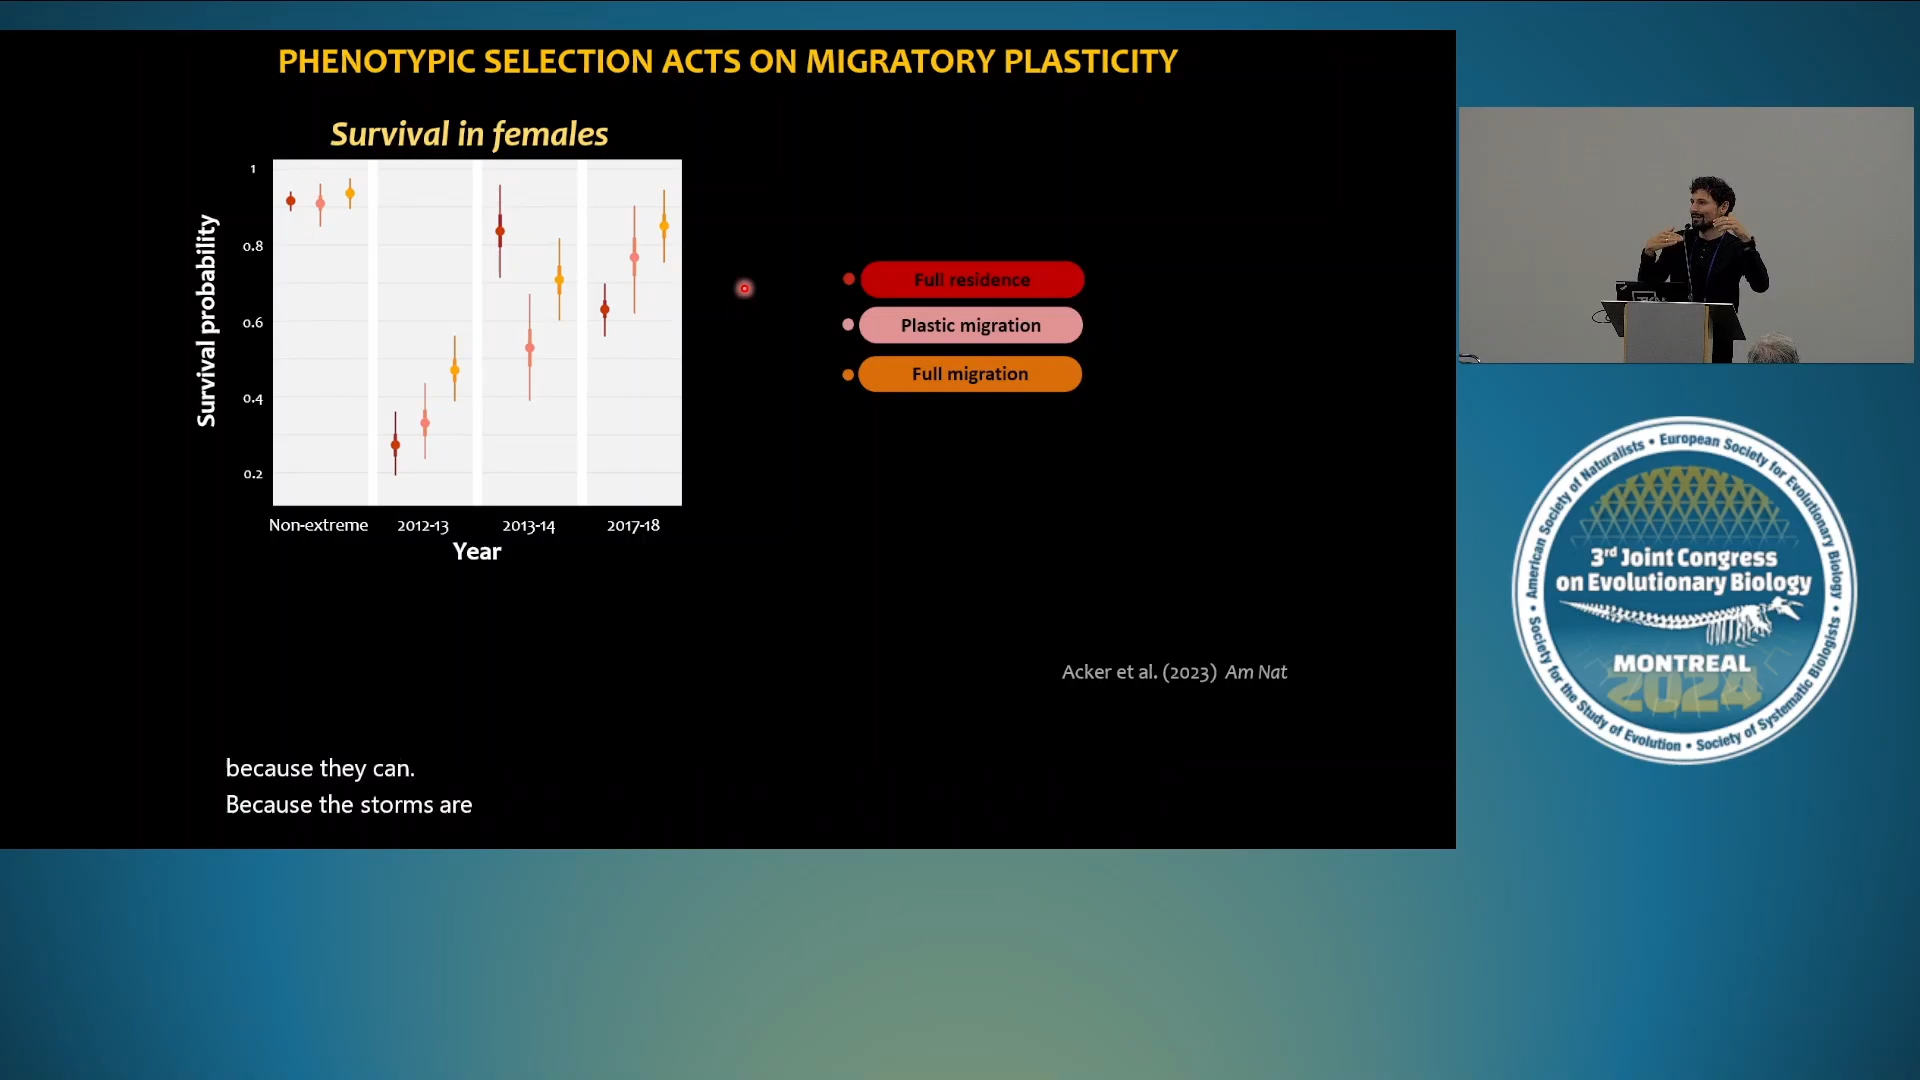 PHENOTYPIC SELECTION ACTS ON MIGRATORY PLASTICITY
Survival in females
Survival probability
1
0.8
0.6
0.4
0.2
Non-extreme
2012-13
2013-14
2017-18
Year
Full residence
Plastic migration
Full migration
Acker et al. (2023) Am Nat
because they can.
Because the storms are
American Society of Naturalists • European Society for Evolutionary Biology • Society of Systematic Biologists • Society for the Study of Evolution •
3rd Joint Congress
on Evolutionary Biology
MONTREAL
2024